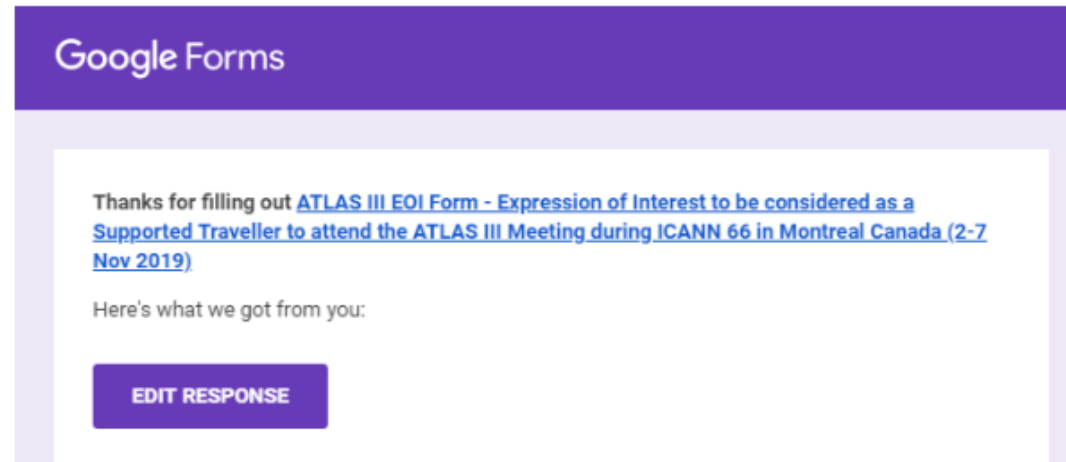 Google Forms
Thanks for filling out ATLAS III EOI Form - Expression of Interest to be considered as a
Supported Traveller to attend the ATLAS III Meeting during ICANN 66 in Montreal Canada (2-7
Nov 2019)
Here's what we got from you:
EDIT RESPONSE